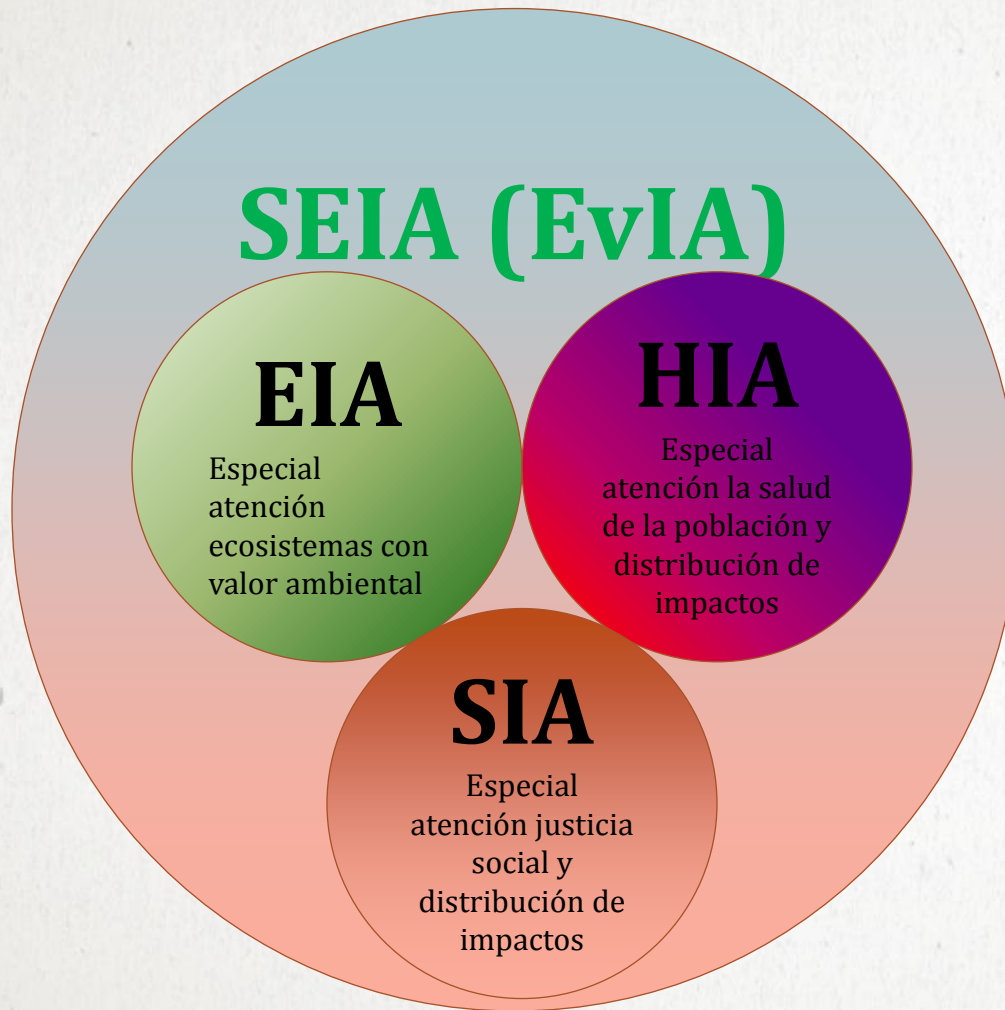 SEIA (EvIA)
EIA
Especial
atención
ecosistemas con
valor ambiental
HIA
Especial
atención la salud
de la población y
distribución de
impactos
SIA
Especial
atención justicia
social y
distribución de
impactos